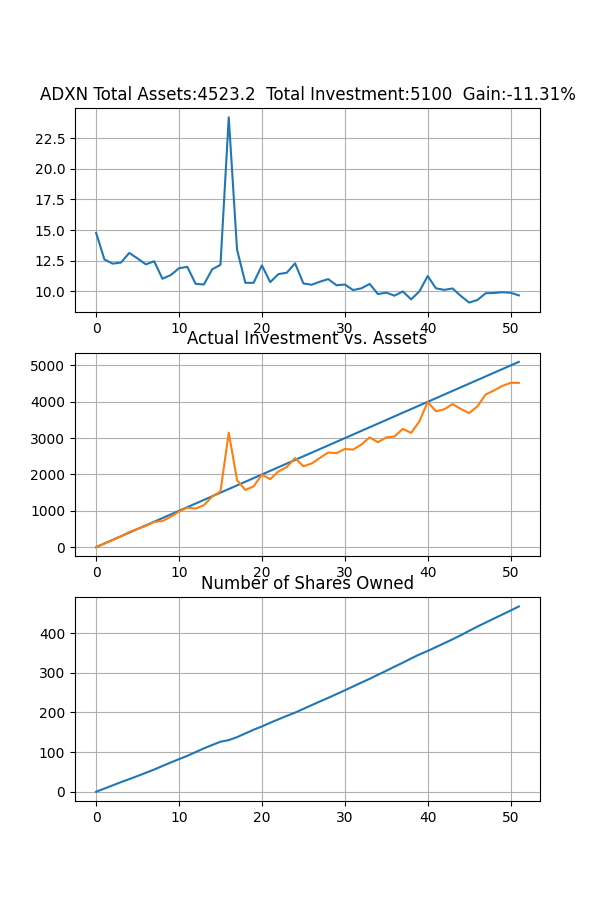 ADXN Total Assets:4523.2  Total Investment:5100  Gain:-11.31%
22.5
20.0
17.5
15.0
12.5
10.0
0 10 20 30 40 50
Actual Investment vs. Assets
5000
4000
3000
2000
1000
0
0 10 20 30 40 50
Number of Shares Owned
400
300
200
100
0
0 10 20 30 40 50